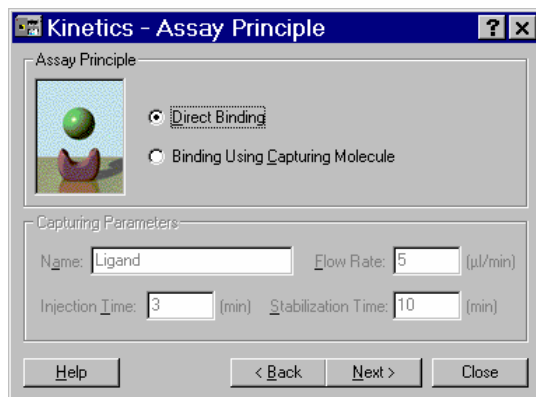 Kinetics - Assay Principle
Assay Principle
Direct Binding
Binding Using Capturing Molecule
Capturing Parameters
Name: Ligand Flow Rate: 5 (µl/min)
Injection Time: 3 (min) Stabilization Time: 10 (min)
Help < Back Next > Close